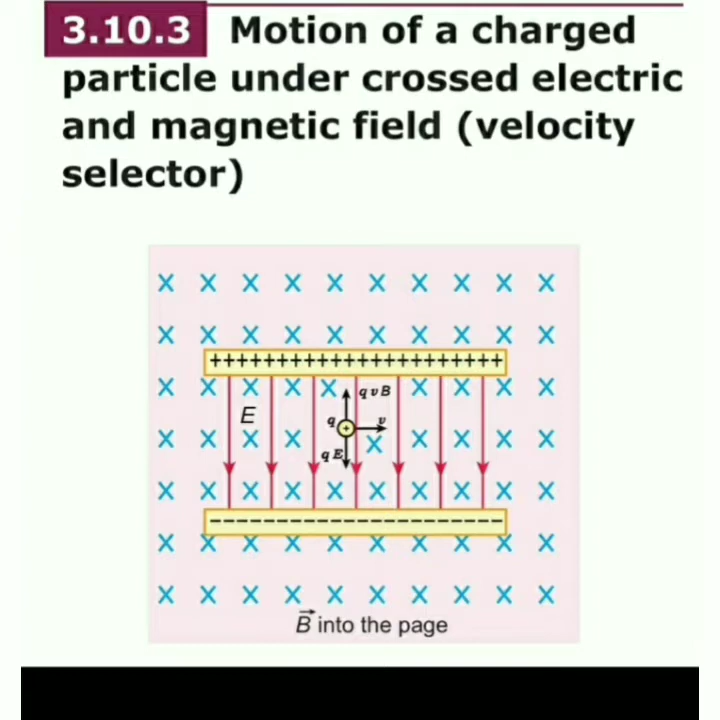 3.10.3 Motion of a charged
particle under crossed electric
and magnetic field (velocity
selector)
× × × × × × × × × ×
× × × × × × × × × ×
++++++++++++++++++++++
× × × × × × × × × ×
qvB
E
q
+
v
× × × × × × × × × ×
qE
× × × × × × × × × ×
−−−−−−−−−−−−−−−−−−−−−−
× × × × × × × × × ×
× × × × × × × × × ×
B⃗ into the page